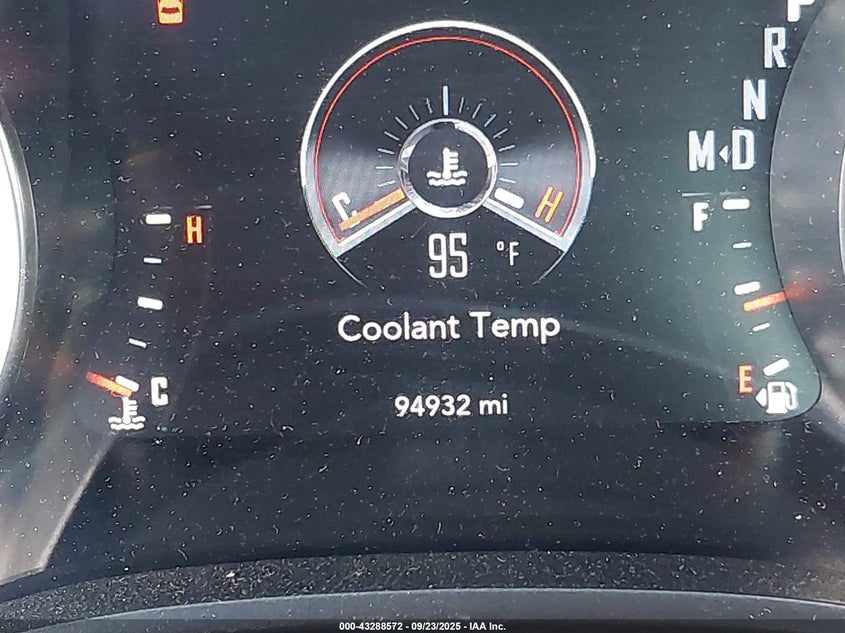 P
R
N
M◂D
H
C
C
H
95 °F
Coolant Temp
94932 mi
F
E
000-43288572 - 09/23/2025 - IAA Inc.